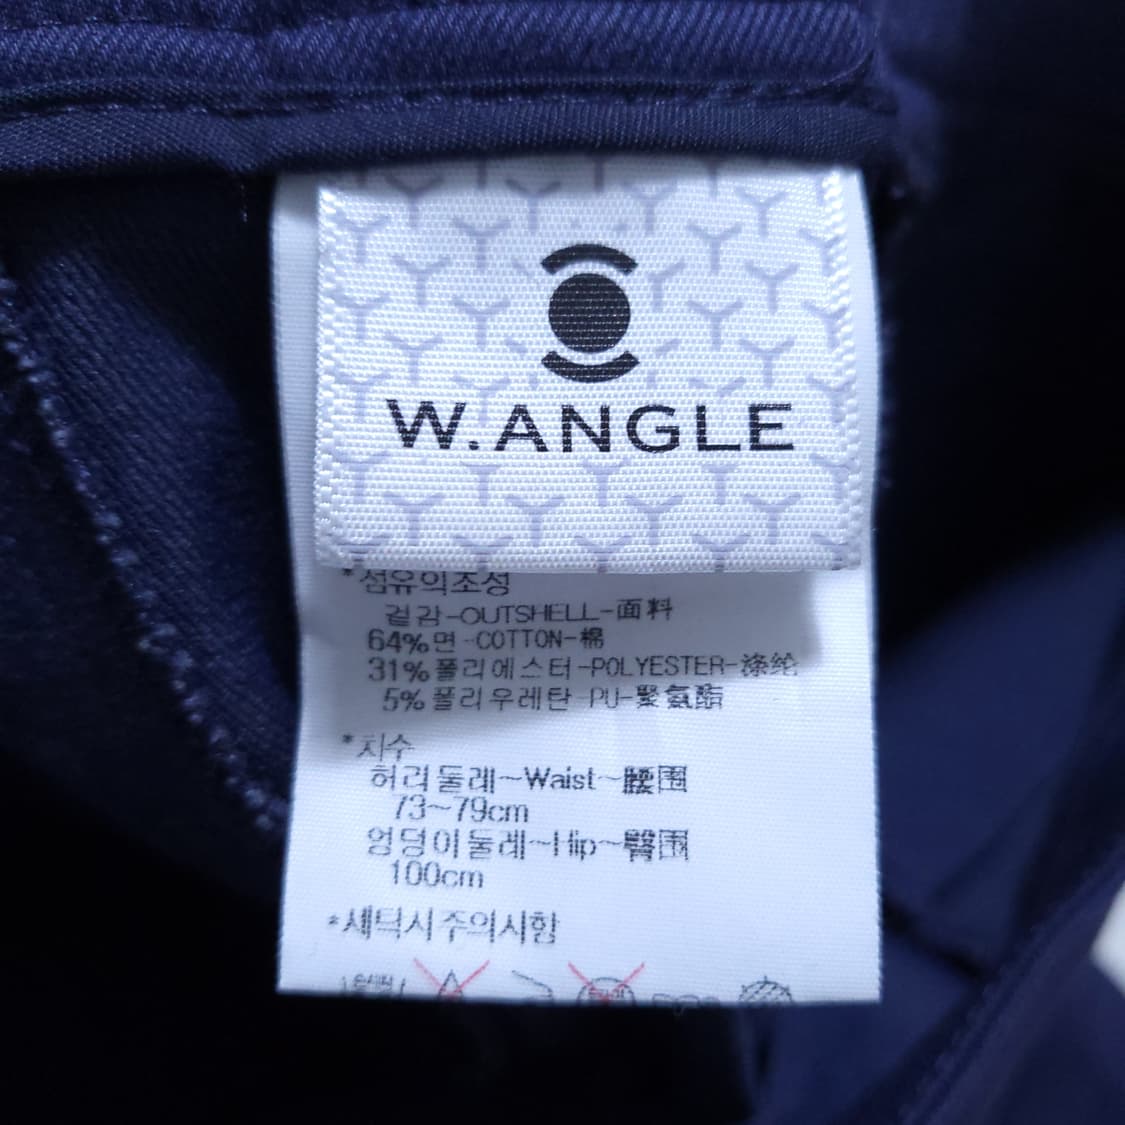 W.ANGLE
*섬유의조성
겉감-OUTSHELL-面料
64%면-COTTON-棉
31%폴리에스터-POLYESTER-涤纶
5%폴리우레탄-PU-聚氨酯
*치수
허리둘레~Waist~腰围
73~79cm
엉덩이둘레~Hip~臀围
100cm
*세탁시주의사항